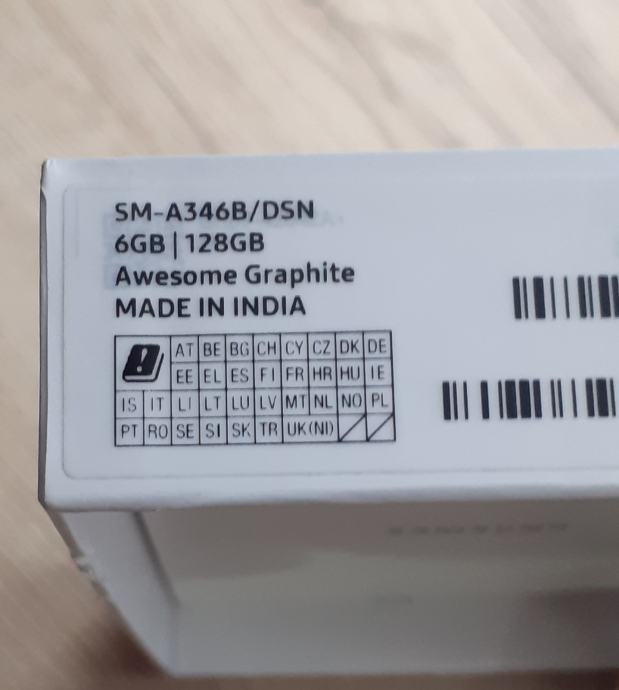 SM-A346B/DSN
6GB | 128GB
Awesome Graphite
MADE IN INDIA
AT BE BG CH CY CZ DK DE
EE EL ES FI FR HR HU IE
IS IT LI LT LU LV MT NL NO PL
PT RO SE SI SK TR UK(NI)
SAMSUNG